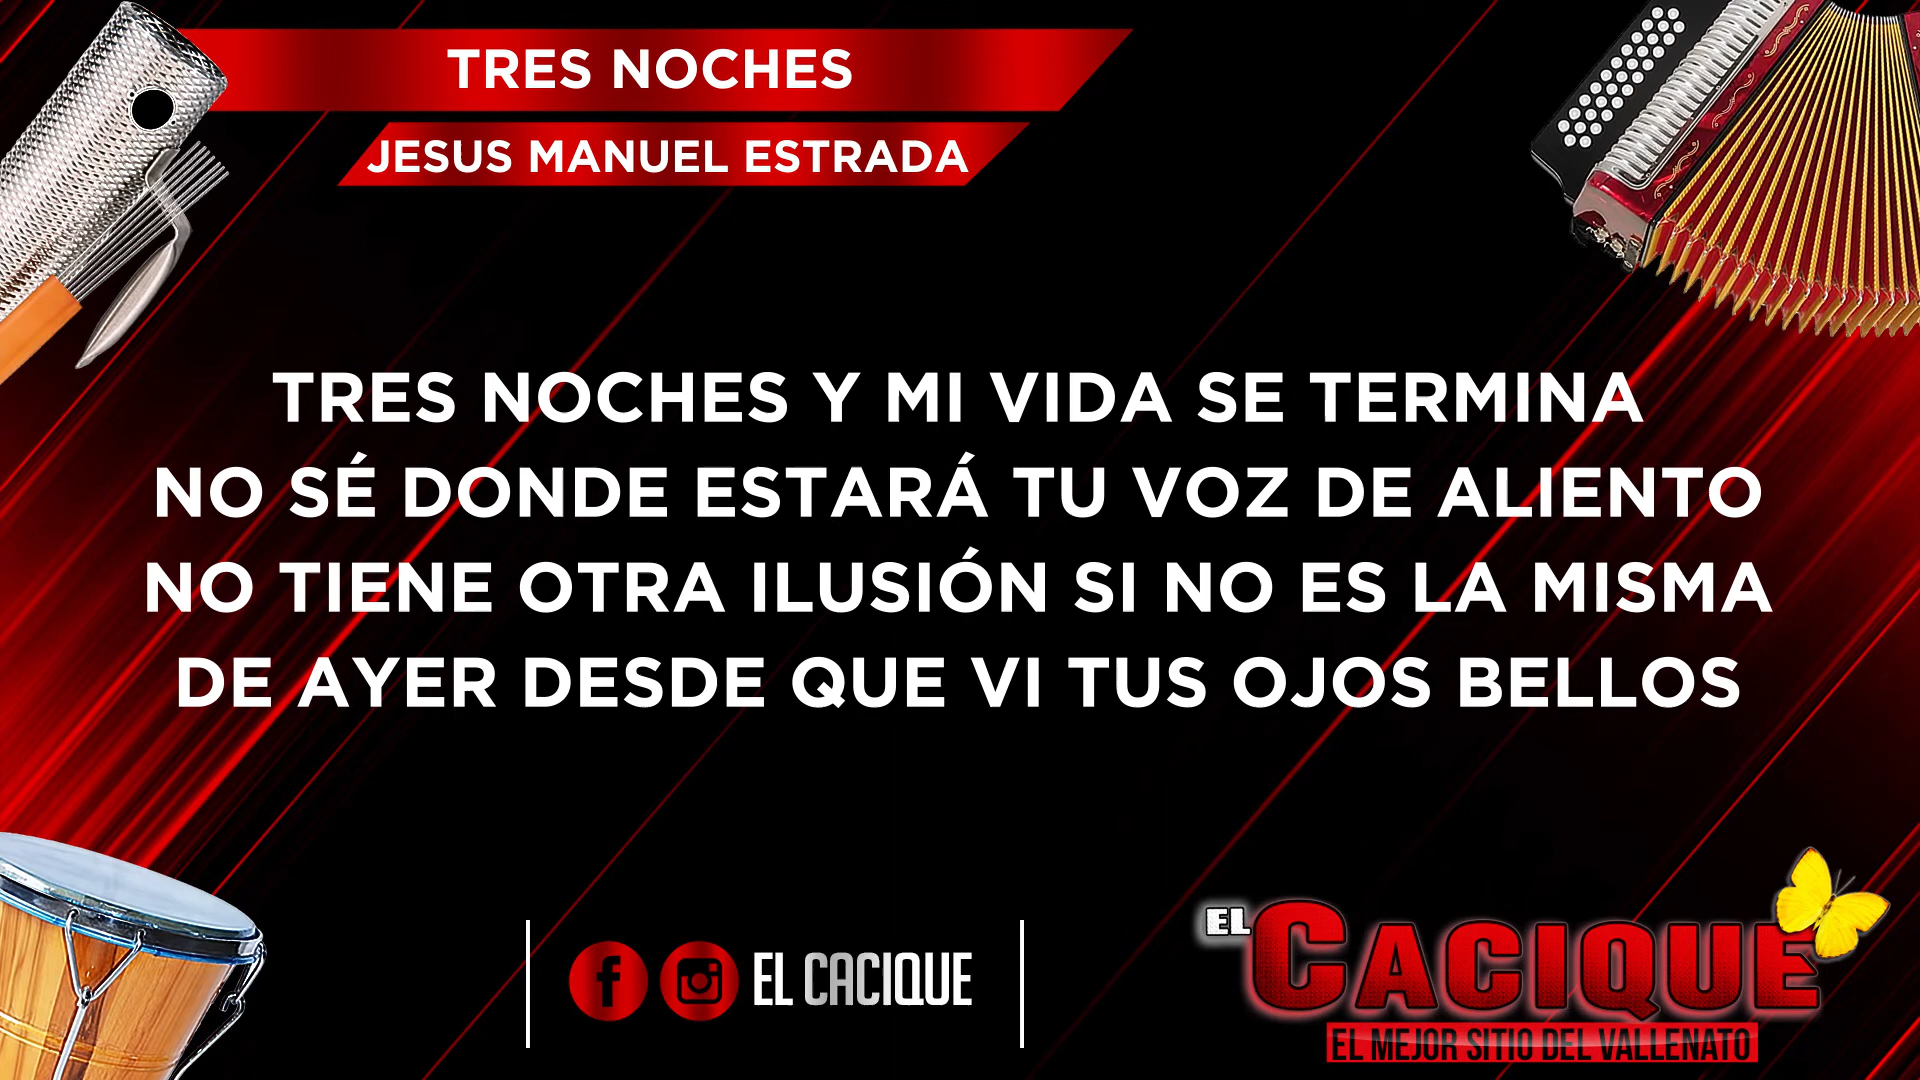 TRES NOCHES
JESUS MANUEL ESTRADA
TRES NOCHES Y MI VIDA SE TERMINA
NO SÉ DONDE ESTARÁ TU VOZ DE ALIENTO
NO TIENE OTRA ILUSIÓN SI NO ES LA MISMA
DE AYER DESDE QUE VI TUS OJOS BELLOS
EL CACIQUE
EL CACIQUE
EL MEJOR SITIO DEL VALLENATO